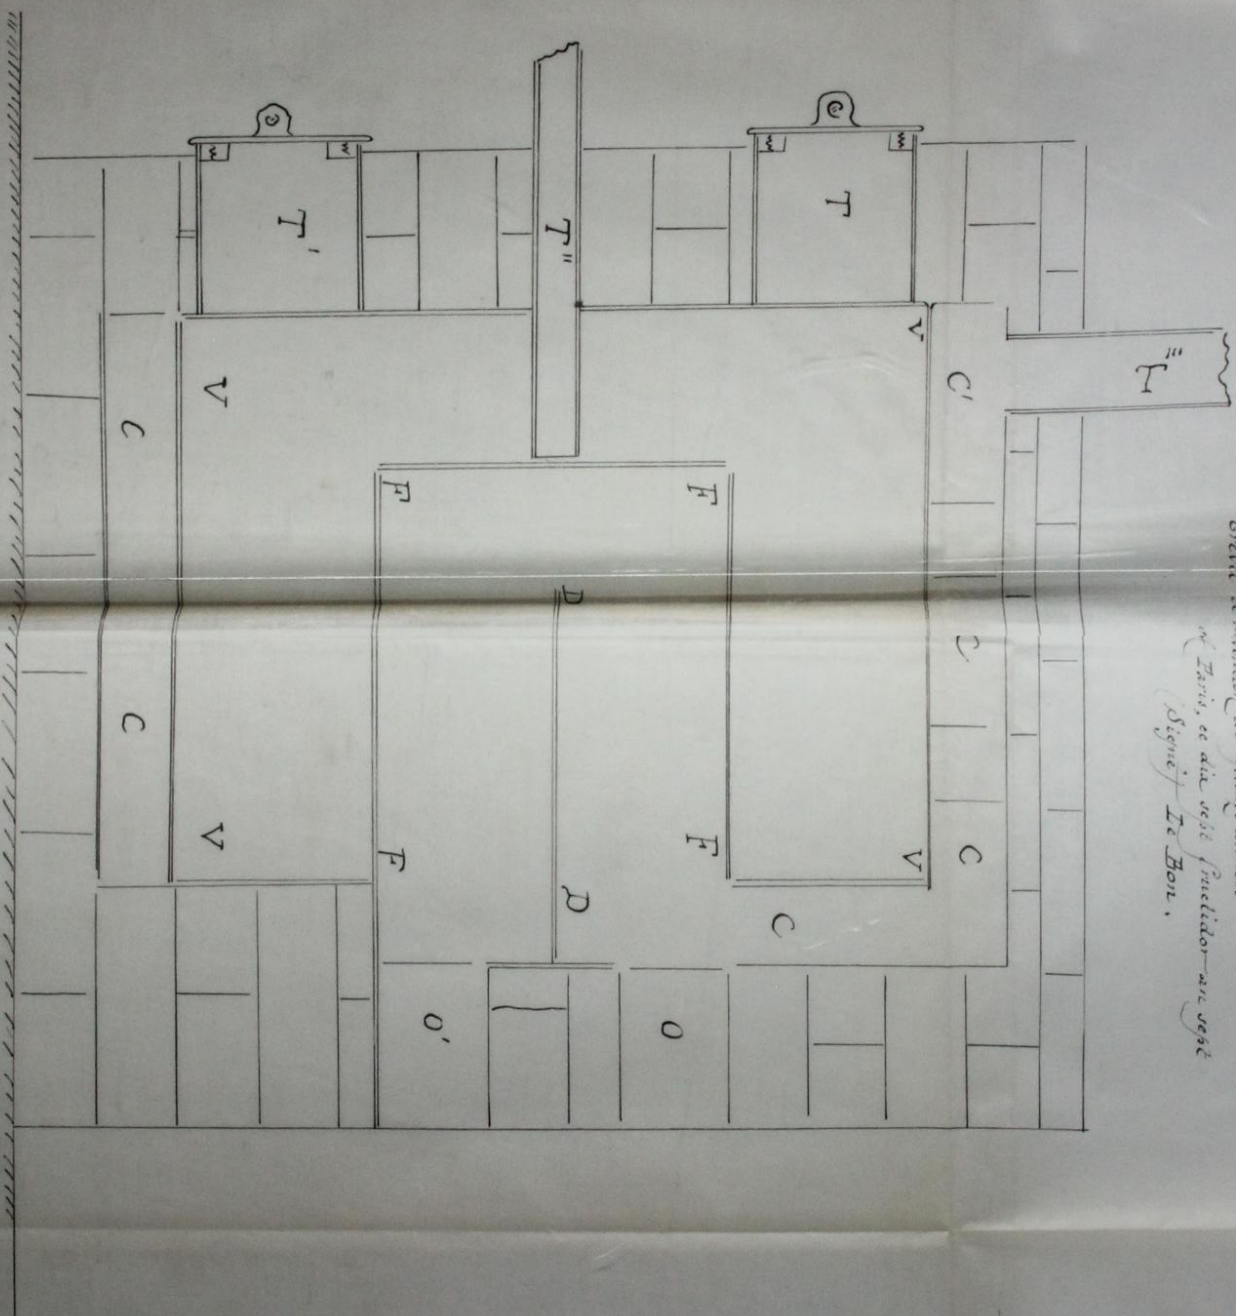 à Paris, ce dix sept fructidor an sept
(Signé) Le Bon.
T'''
T
T''
T'
V
C'
C
C
V
C
F
F
D
F
D
F
V
V
C
C
O
O'